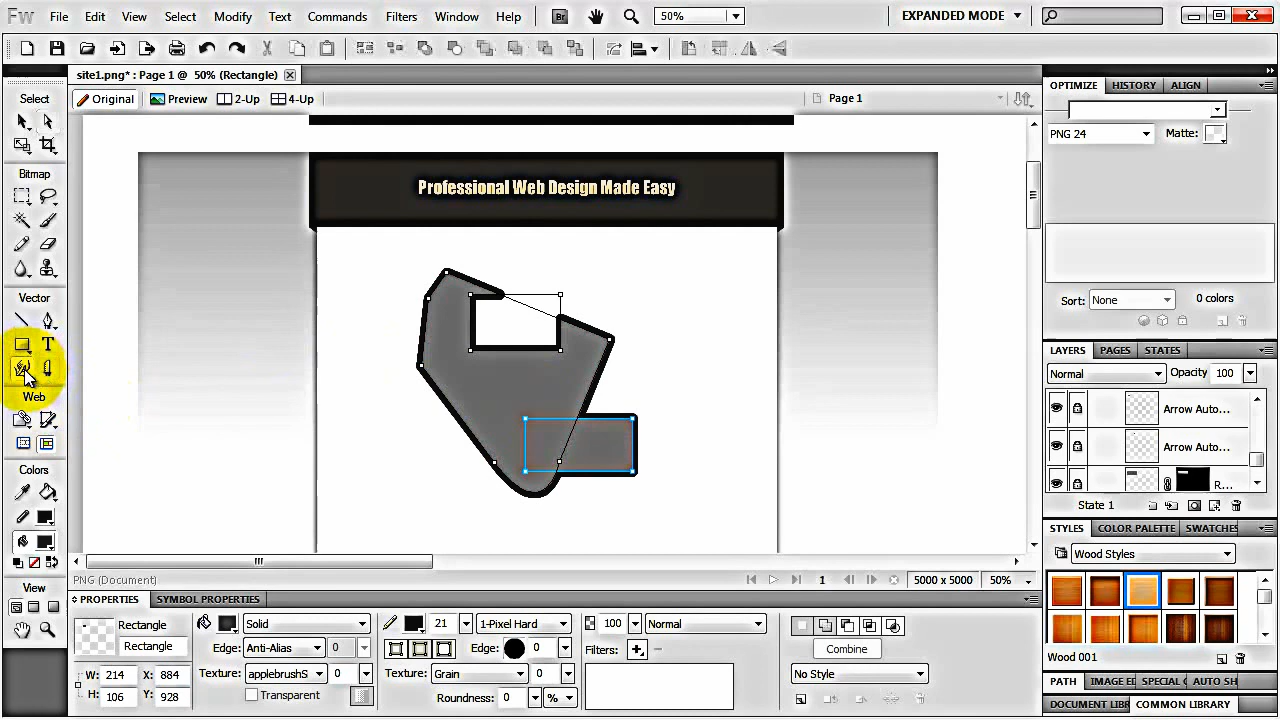 Fw File Edit View Select Modify Text Commands Filters Window Help Br 50% EXPANDED MODE
site1.png* : Page 1 @ 50% (Rectangle)
Original Preview 2-Up 4-Up Page 1
Select
Bitmap
Vector
T
Web
Colors
View
Professional Web Design Made Easy
OPTIMIZE HISTORY ALIGN
PNG 24 Matte:
Sort: None 0 colors
LAYERS PAGES STATES
Normal Opacity 100
Arrow Auto...
Arrow Auto...
R...
State 1
STYLES COLOR PALETTE SWATCHES
Wood Styles
Wood 001
PATH IMAGE EC SPECIAL C AUTO SH
DOCUMENT LIBR COMMON LIBRARY
PNG (Document) 1 5000 x 5000 50%
PROPERTIES SYMBOL PROPERTIES
Rectangle Solid 21 1-Pixel Hard 100 Normal
Rectangle Edge: Anti-Alias 0 Edge: 0 Filters: Combine
W: 214 X: 884 Texture: applebrushS 0 Texture: Grain 0 No Style
H: 106 Y: 928 Transparent Roundness: 0 %